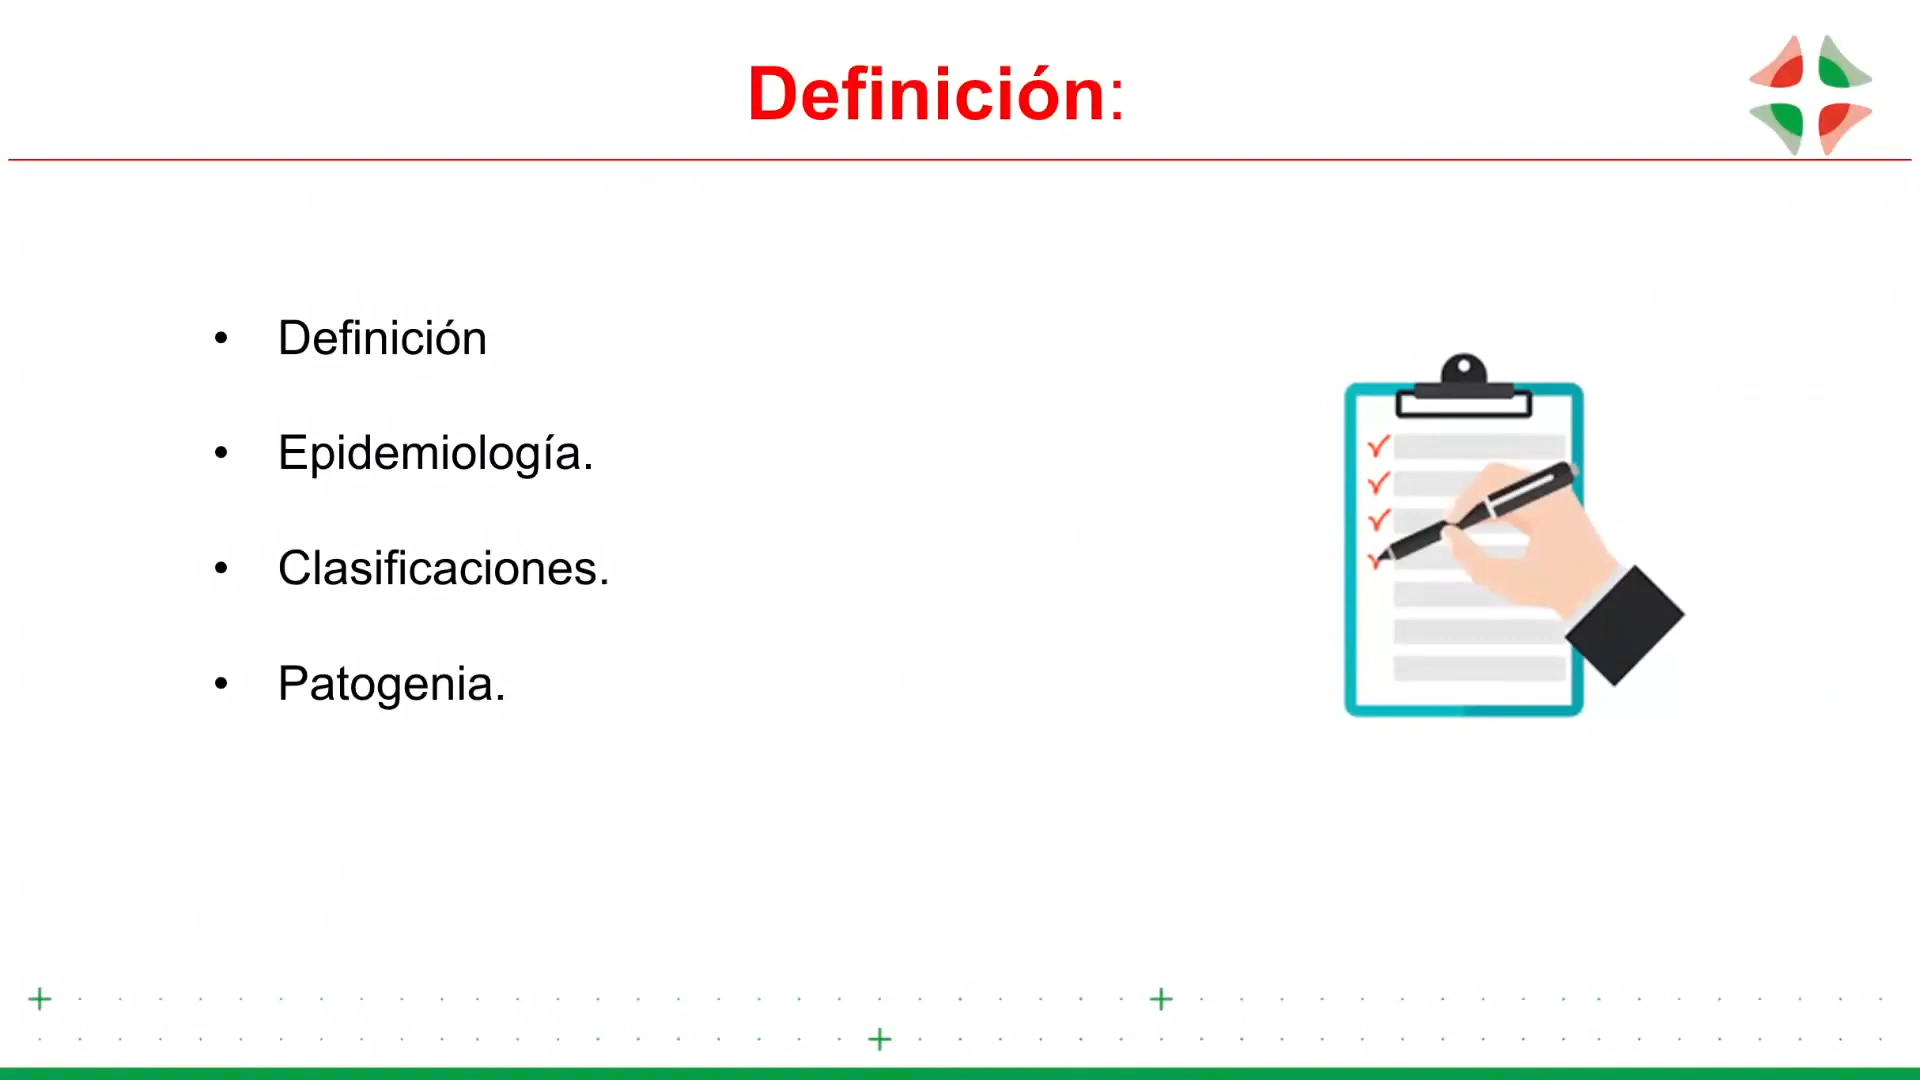 Definición:
• Definición
• Epidemiología.
• Clasificaciones.
• Patogenia.